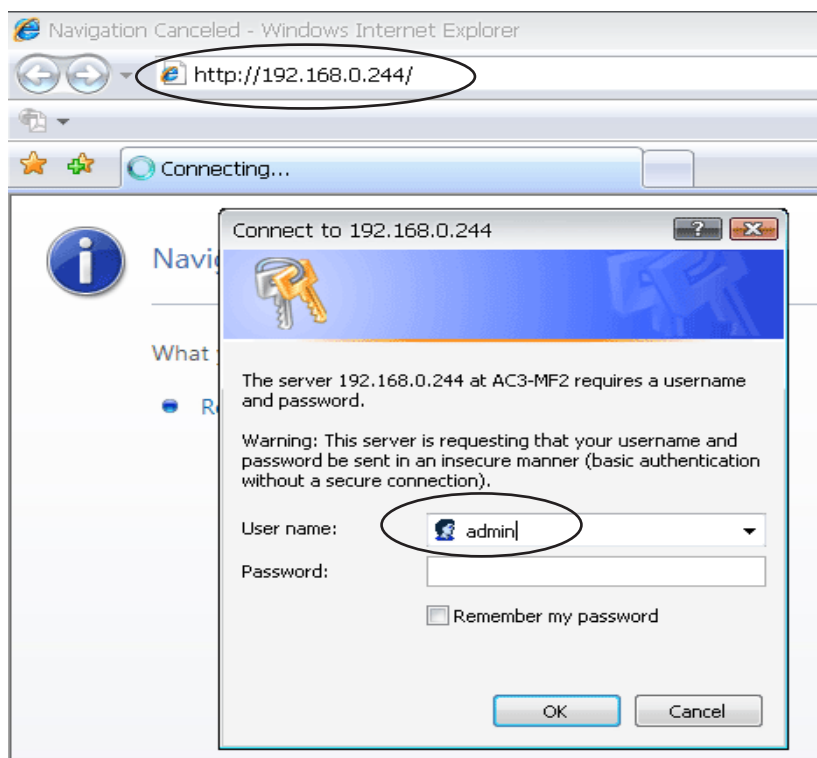 Navigation Canceled - Windows Internet Explorer
http://192.168.0.244/
Connecting...
Connect to 192.168.0.244
Navi
What
The server 192.168.0.244 at AC3-MF2 requires a username
and password.
Warning: This server is requesting that your username and
password be sent in an insecure manner (basic authentication
without a secure connection).
User name:
admin
Password:
Remember my password
OK
Cancel